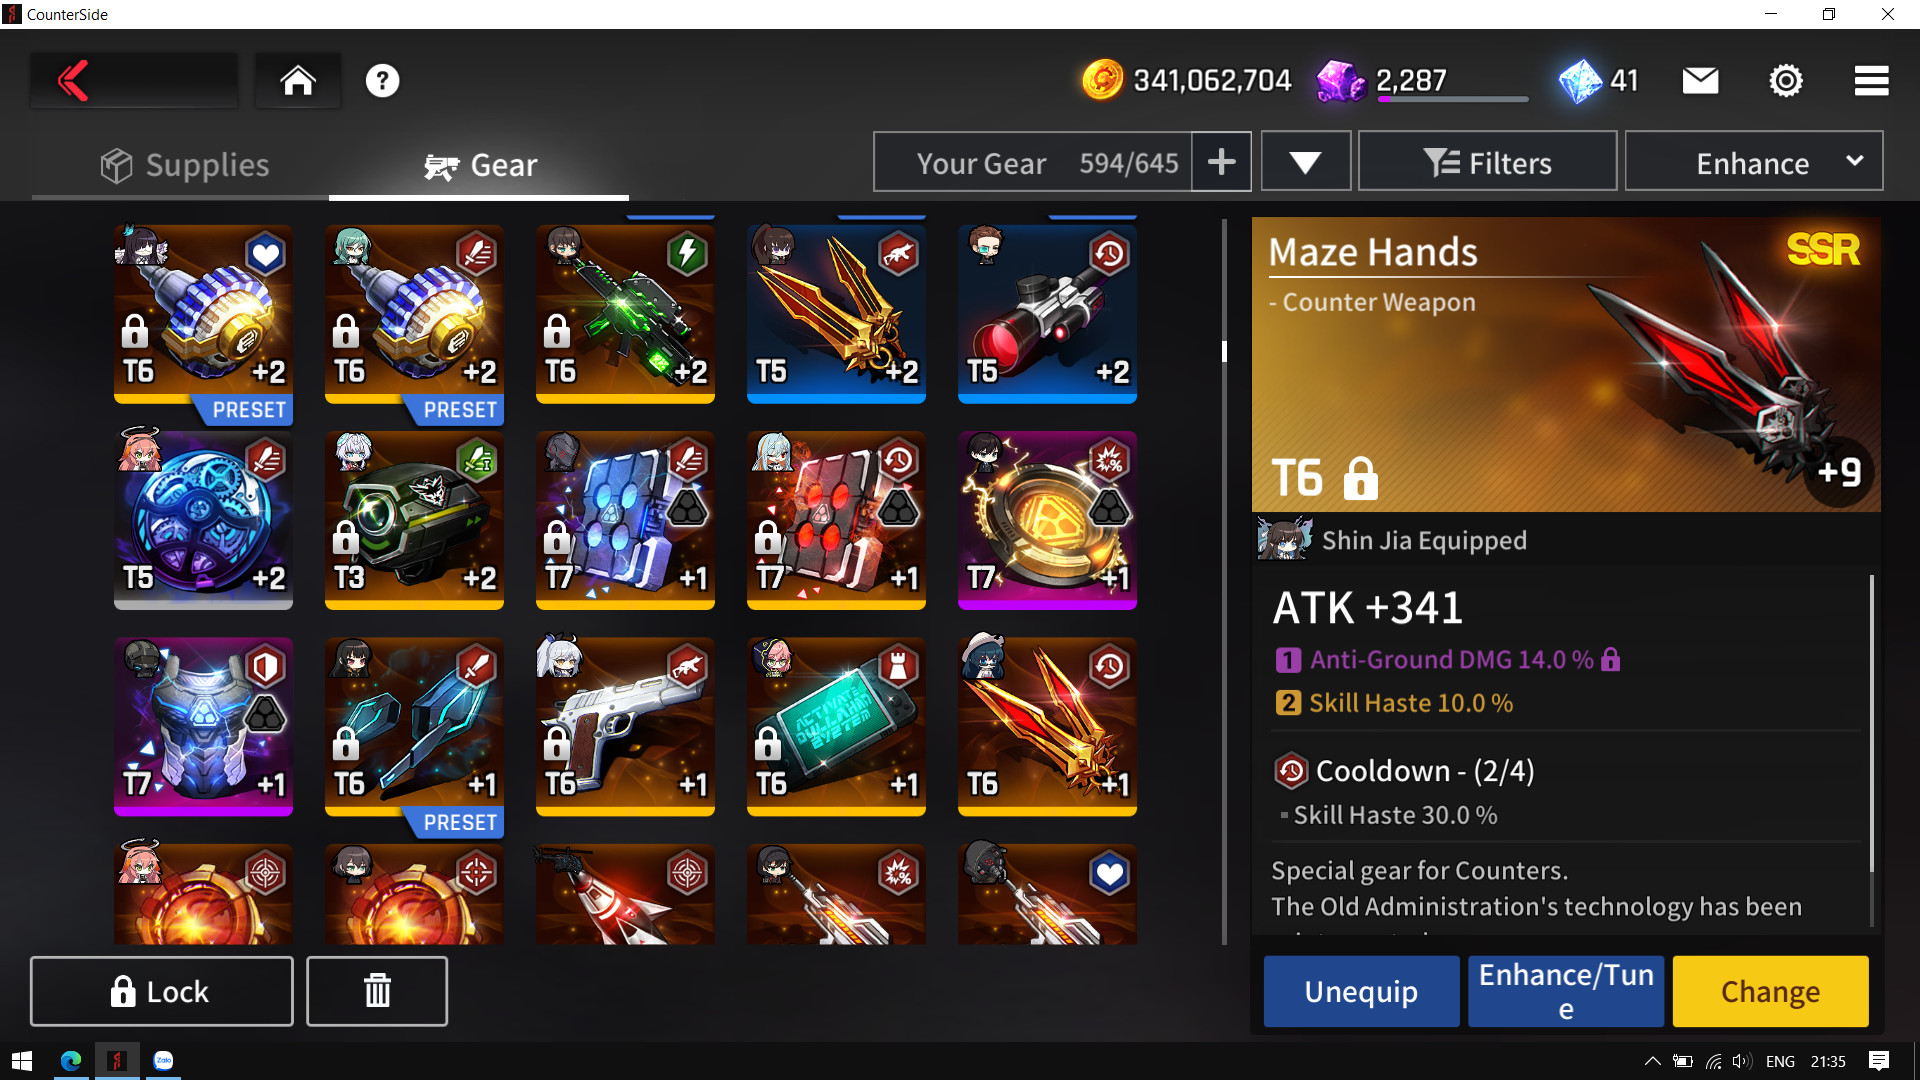 CounterSide
341,062,704
2,287
41
Supplies
Gear
Your Gear 594/645
Filters
Enhance
T6 +2
T6 +2
T6 +2
T5 +2
T5 +2
PRESET
PRESET
T5 +2
T3 +2
T7 +1
T7 +1
T7 +1
T7 +1
T6 +1
T6 +1
ACTIVATE
T6 +1
T6 +1
PRESET
Lock
Maze Hands
SSR
- Counter Weapon
T6
+9
Shin Jia Equipped
ATK +341
1 Anti-Ground DMG 14.0 %
2 Skill Haste 10.0 %
Cooldown - (2/4)
Skill Haste 30.0 %
Special gear for Counters.
The Old Administration's technology has been
Unequip
Enhance/Tun
e
Change
Zalo
ENG
21:35